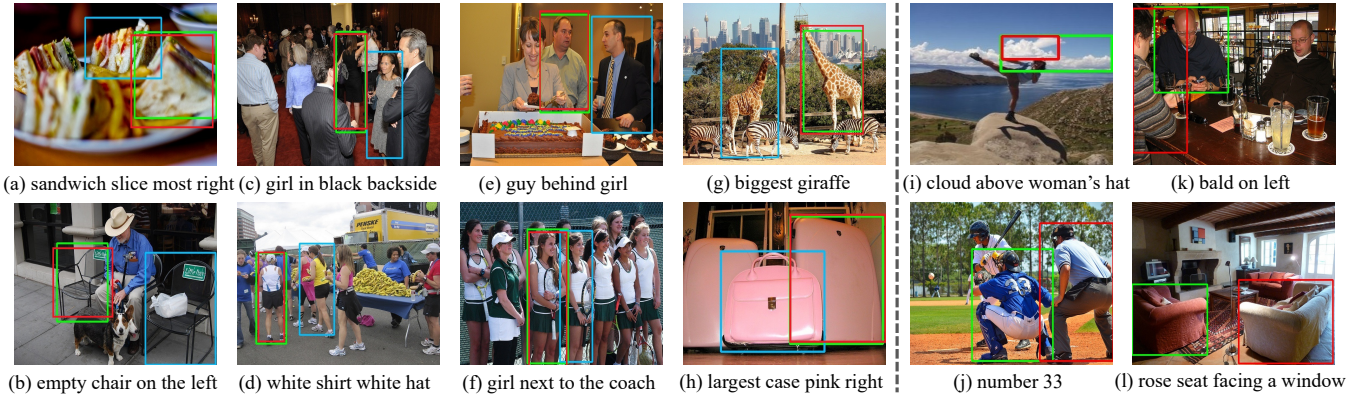 (a) sandwich slice most right
(c) girl in black backside
(e) guy behind girl
(g) biggest giraffe
(i) cloud above woman's hat
(k) bald on left
PENSKE
(b) empty chair on the left
(d) white shirt white hat
(f) girl next to the coach
(h) largest case pink right
(j) number 33
(l) rose seat facing a window